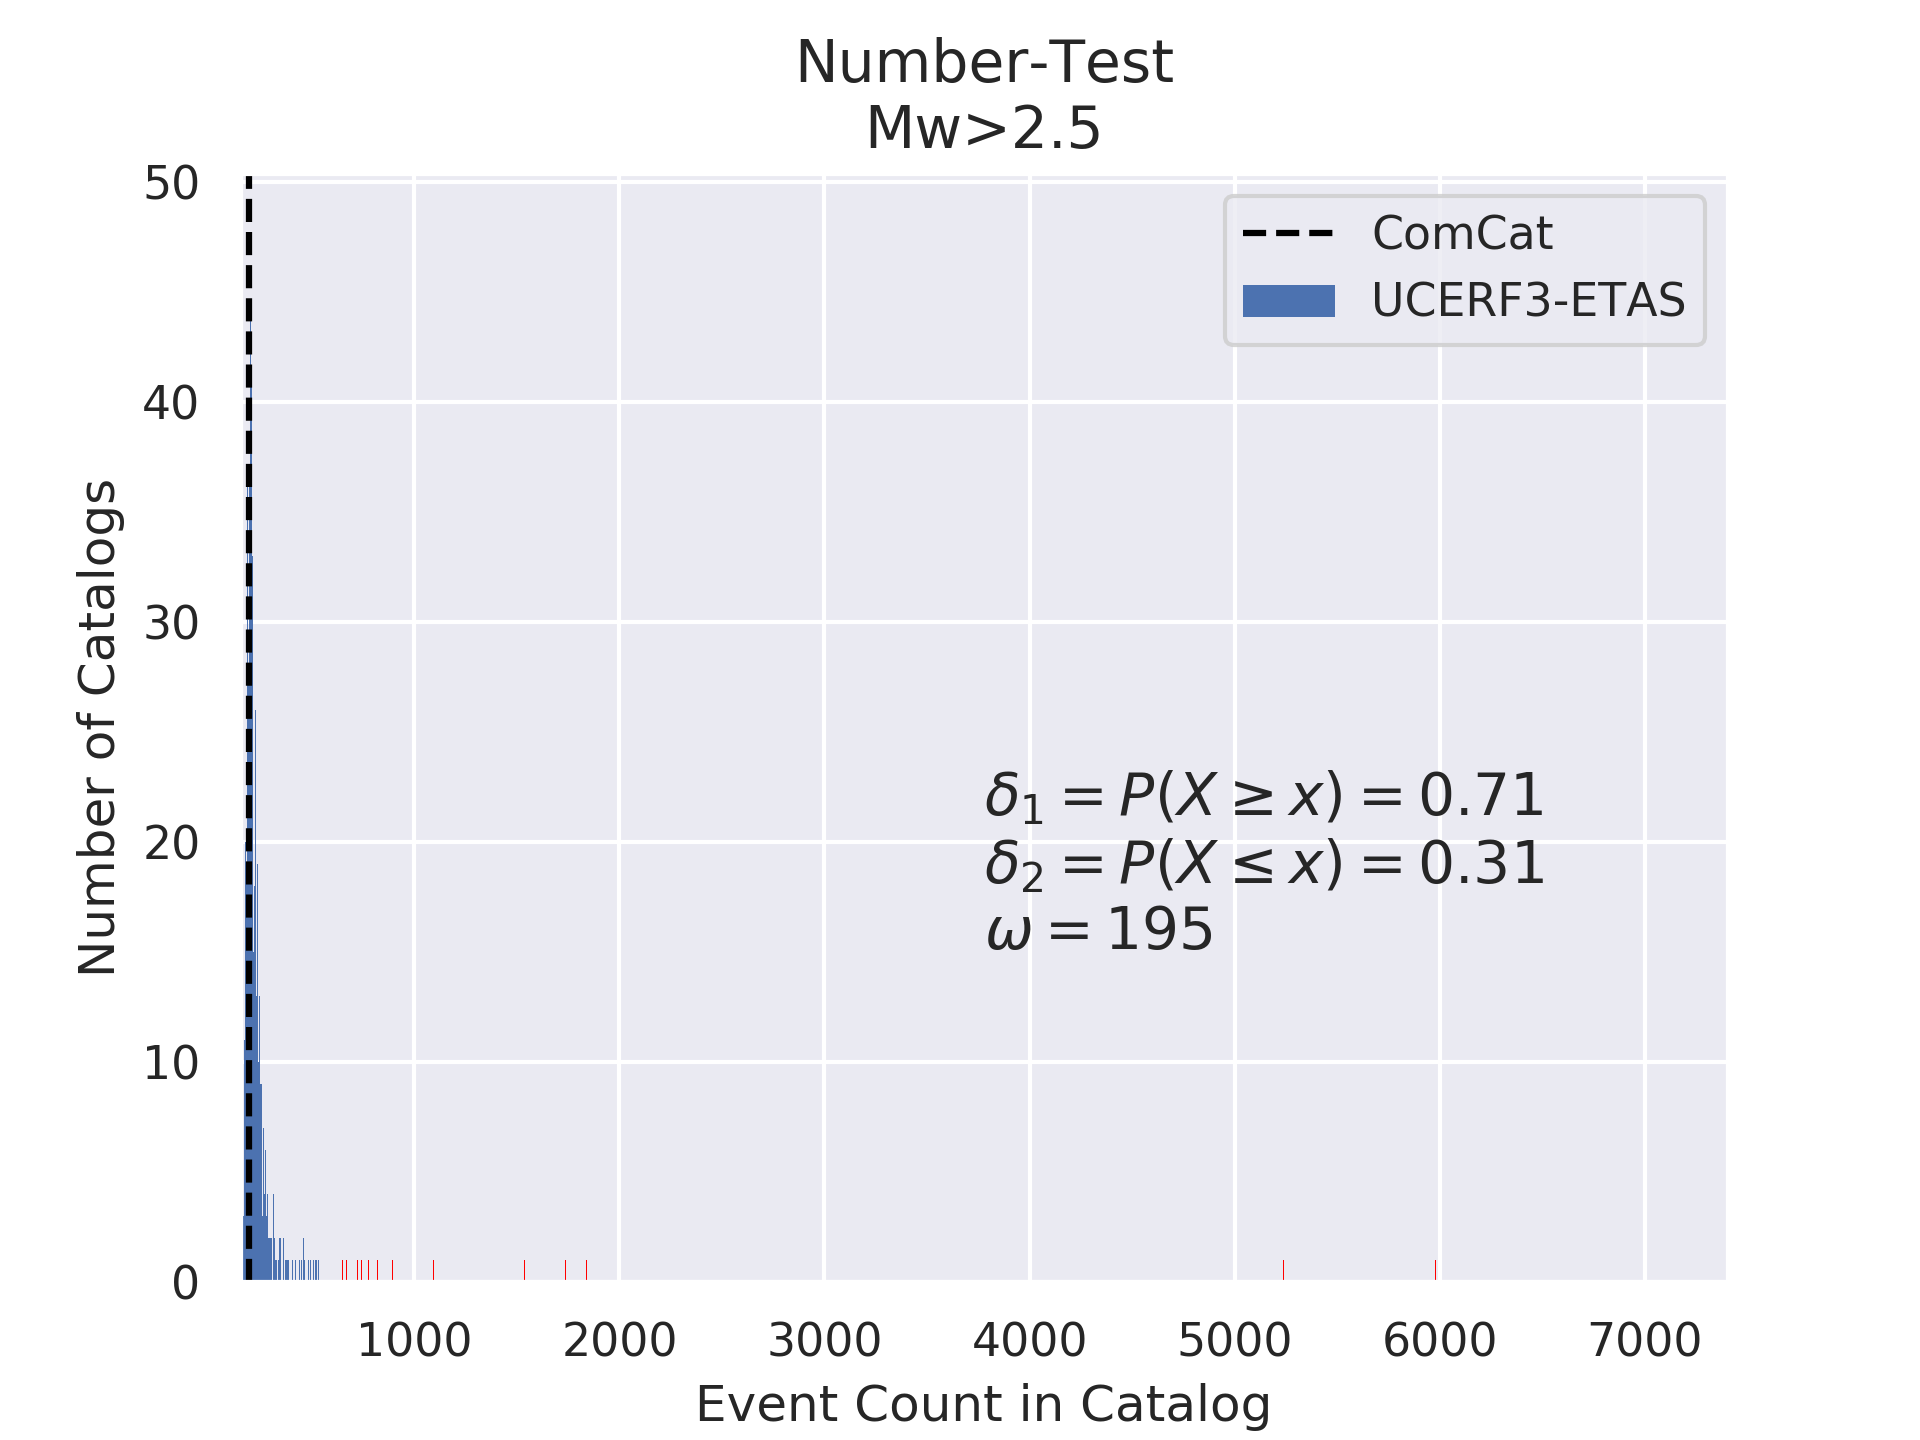 Number-Test
Mw>2.5
50
40
30
20
10
0
Number of Catalogs
ComCat
UCERF3-ETAS
δ₁ = P(X ≥ x) = 0.71
δ₂ = P(X ≤ x) = 0.31
ω = 195
1000 2000 3000 4000 5000 6000 7000
Event Count in Catalog